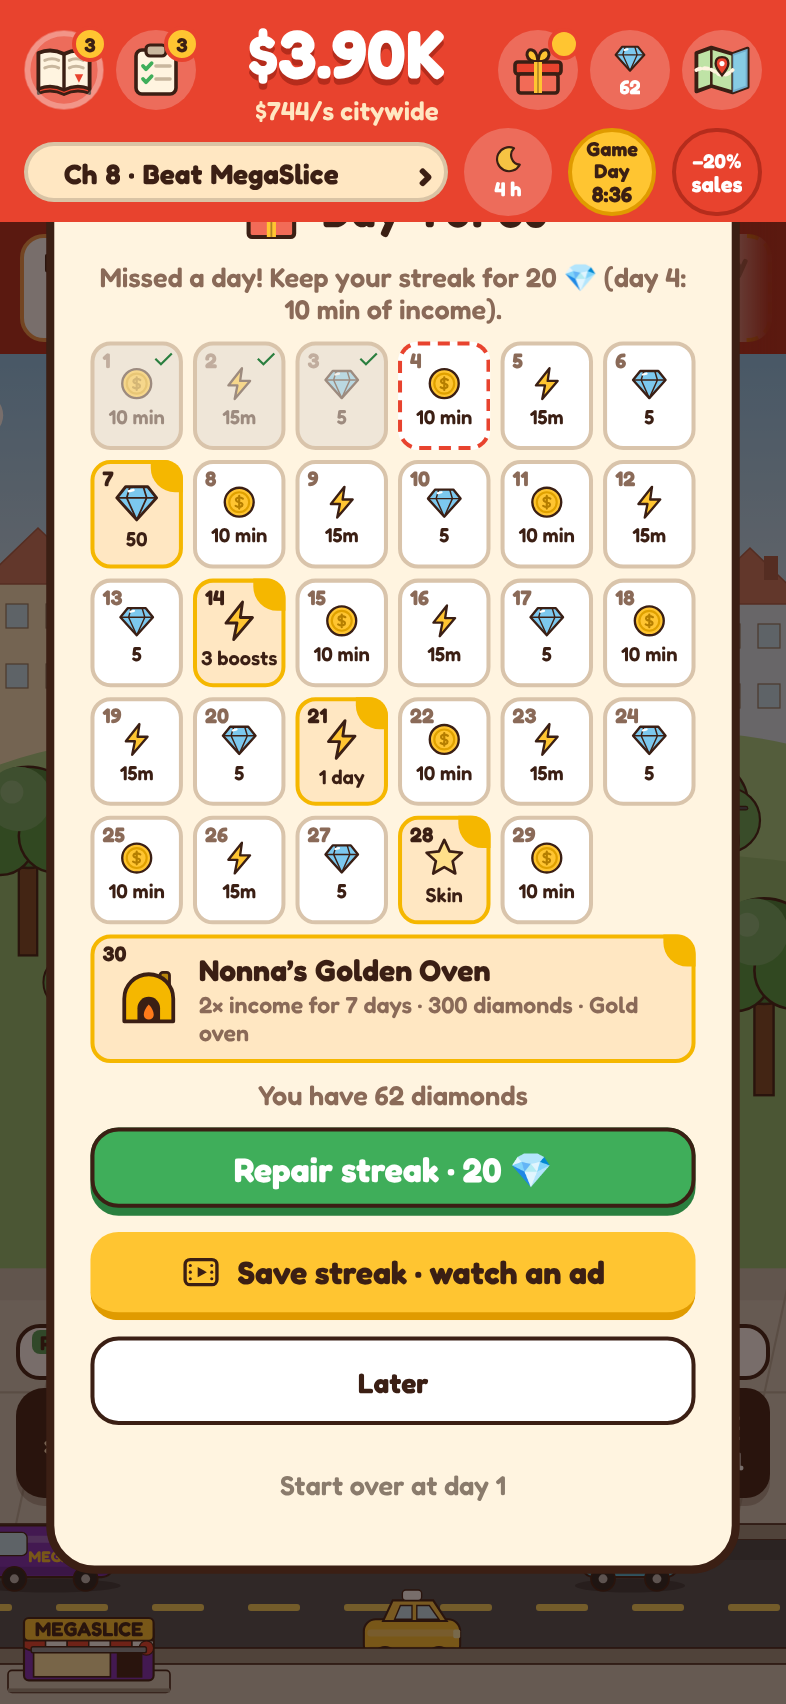 3
3
$3.90K
$744/s citywide
62
Ch 8 · Beat MegaSlice
4 h
Game
Day
8:36
−20%
sales
Missed a day! Keep your streak for 20 💎 (day 4:
10 min of income).
1
10 min
2
15m
3
5
4
10 min
5
15m
6
5
7
50
8
10 min
9
15m
10
5
11
10 min
12
15m
13
5
14
3 boosts
15
10 min
16
15m
17
5
18
10 min
19
15m
20
5
21
1 day
22
10 min
23
15m
24
5
25
10 min
26
15m
27
5
28
Skin
29
10 min
30
Nonna's Golden Oven
2× income for 7 days · 300 diamonds · Gold
oven
You have 62 diamonds
Repair streak · 20 💎
Save streak · watch an ad
Later
Start over at day 1
MEGASLICE